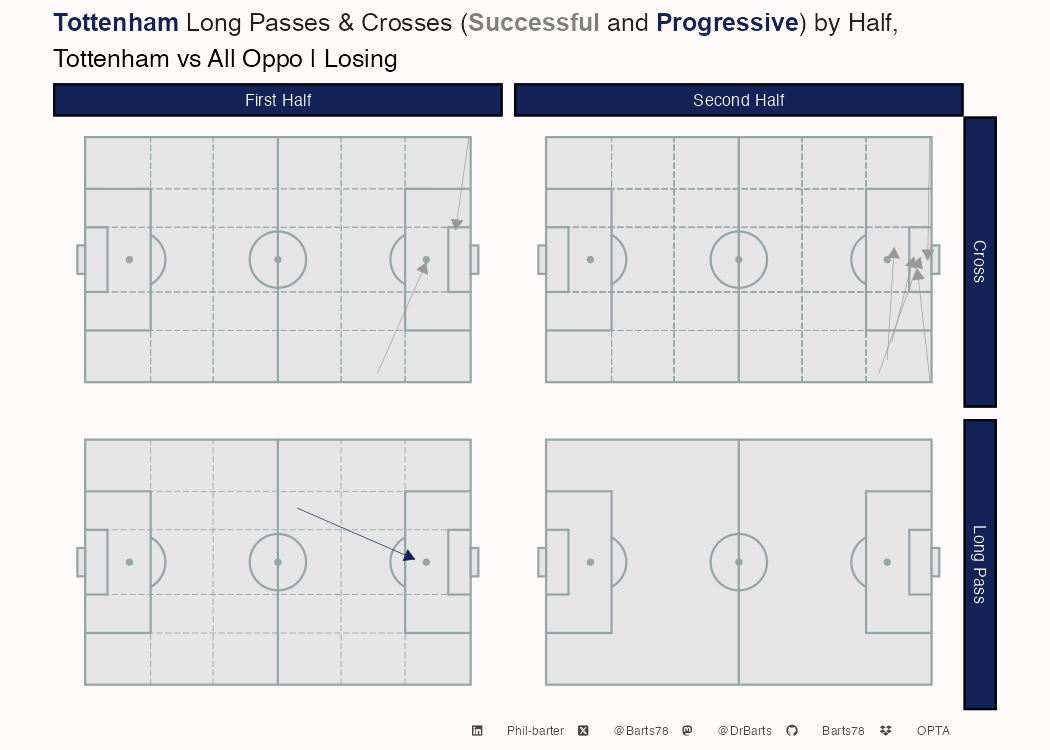 Tottenham Long Passes & Crosses (Successful and Progressive) by Half,
Tottenham vs All Oppo | Losing
First Half
Second Half
Cross
Long Pass
Phil-barter @Barts78 @DrBarts Barts78 OPTA